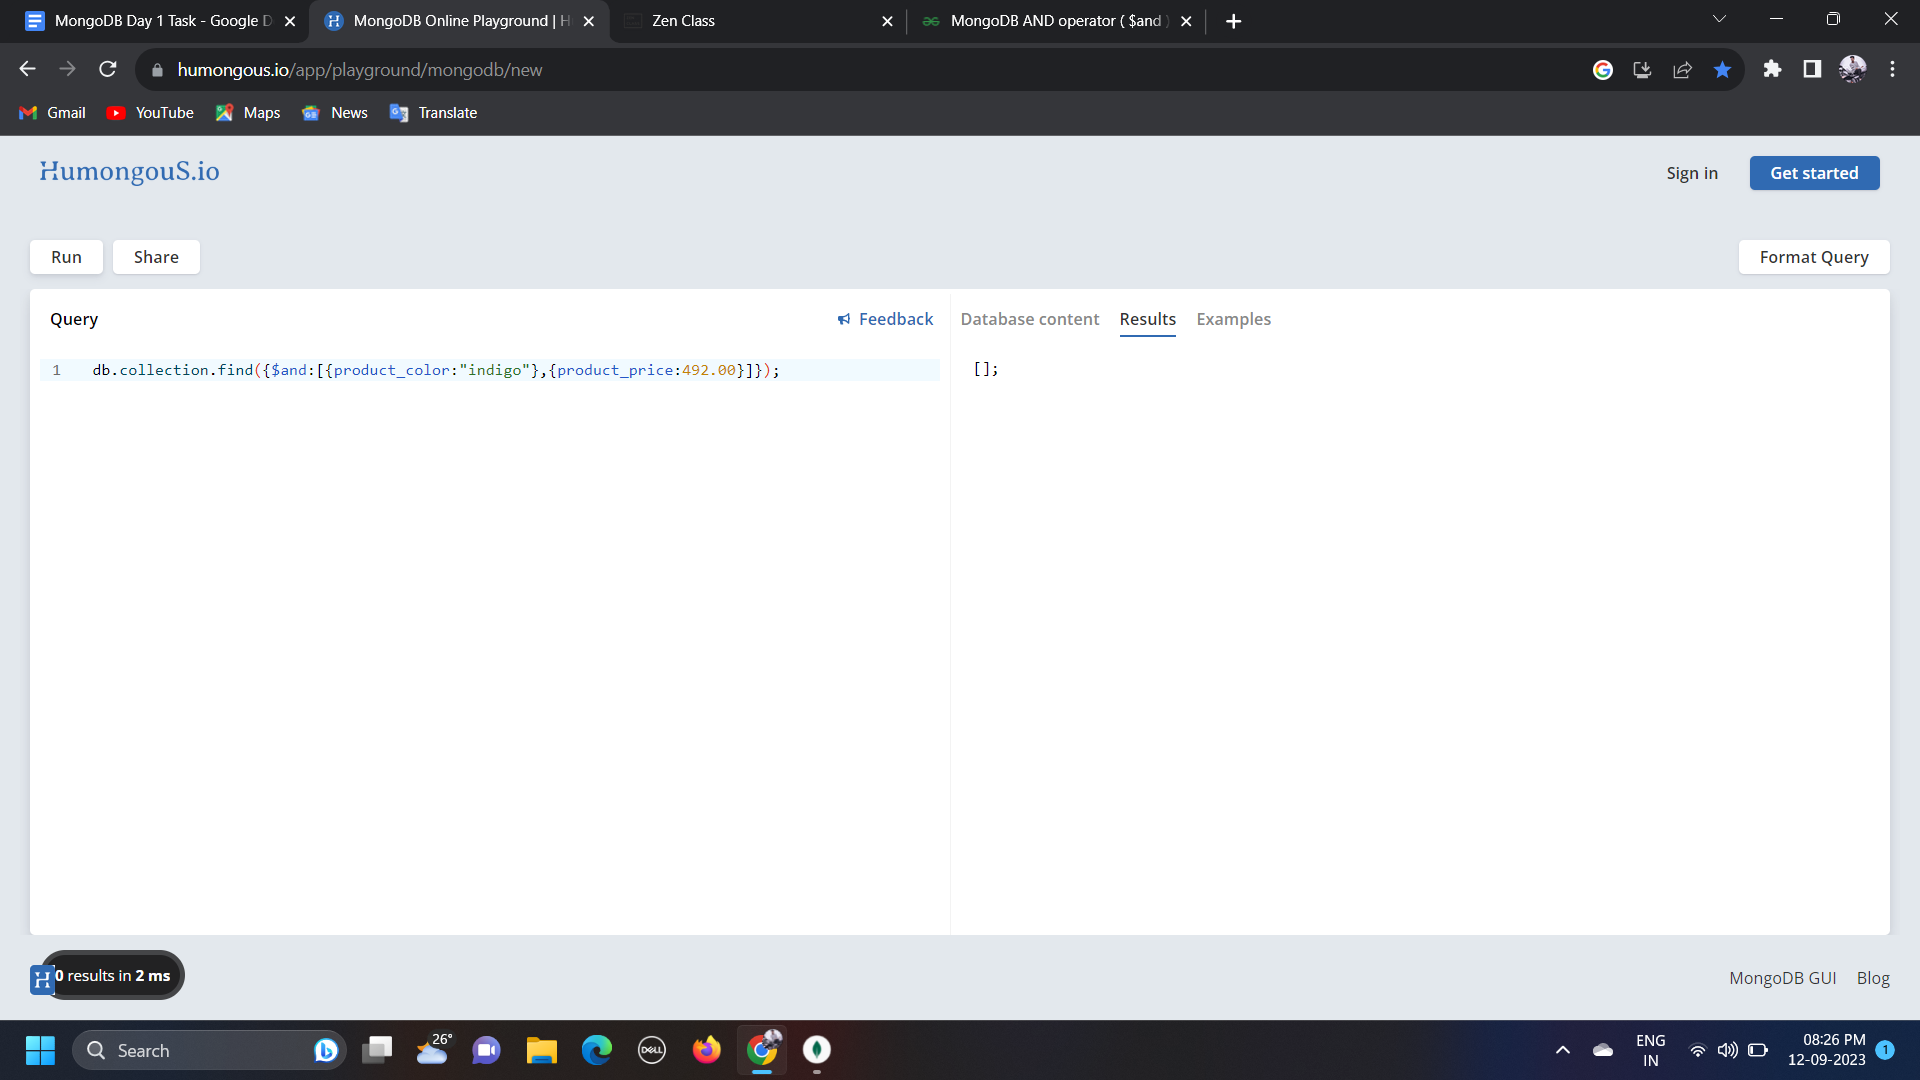 MongoDB Day 1 Task - Google D
MongoDB Online Playground | H
Zen Class
MongoDB AND operator ( $and )
humongous.io/app/playground/mongodb/new
Gmail
YouTube
Maps
News
Translate
HumongouS.io
Sign in
Get started
Run
Share
Format Query
Query
Feedback
Database content
Results
Examples
1 db.collection.find({$and:[{product_color:"indigo"},{product_price:492.00}]});
[];
0 results in 2 ms
MongoDB GUI
Blog
Search
26°
DELL
ENG
IN
08:26 PM
12-09-2023
1